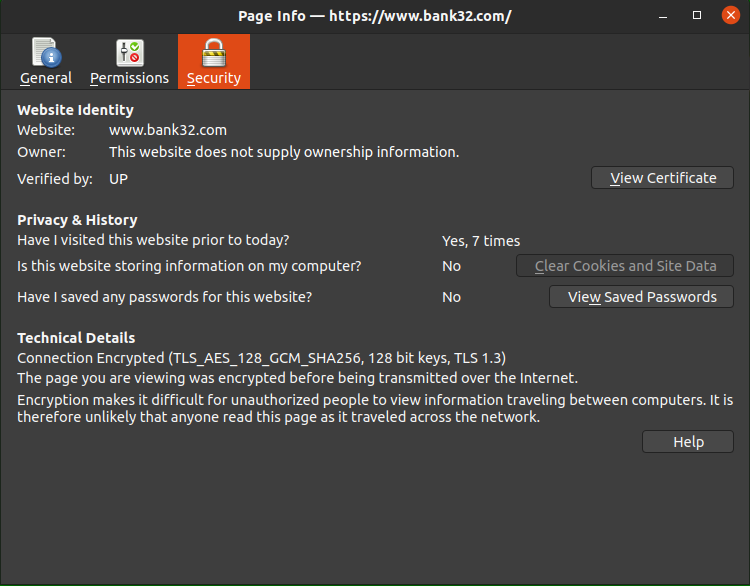 Page Info — https://www.bank32.com/
General Permissions Security
Website Identity
Website: www.bank32.com
Owner: This website does not supply ownership information.
Verified by: UP View Certificate
Privacy & History
Have I visited this website prior to today? Yes, 7 times
Is this website storing information on my computer? No Clear Cookies and Site Data
Have I saved any passwords for this website? No View Saved Passwords
Technical Details
Connection Encrypted (TLS_AES_128_GCM_SHA256, 128 bit keys, TLS 1.3)
The page you are viewing was encrypted before being transmitted over the Internet.
Encryption makes it difficult for unauthorized people to view information traveling between computers. It is
therefore unlikely that anyone read this page as it traveled across the network.
Help